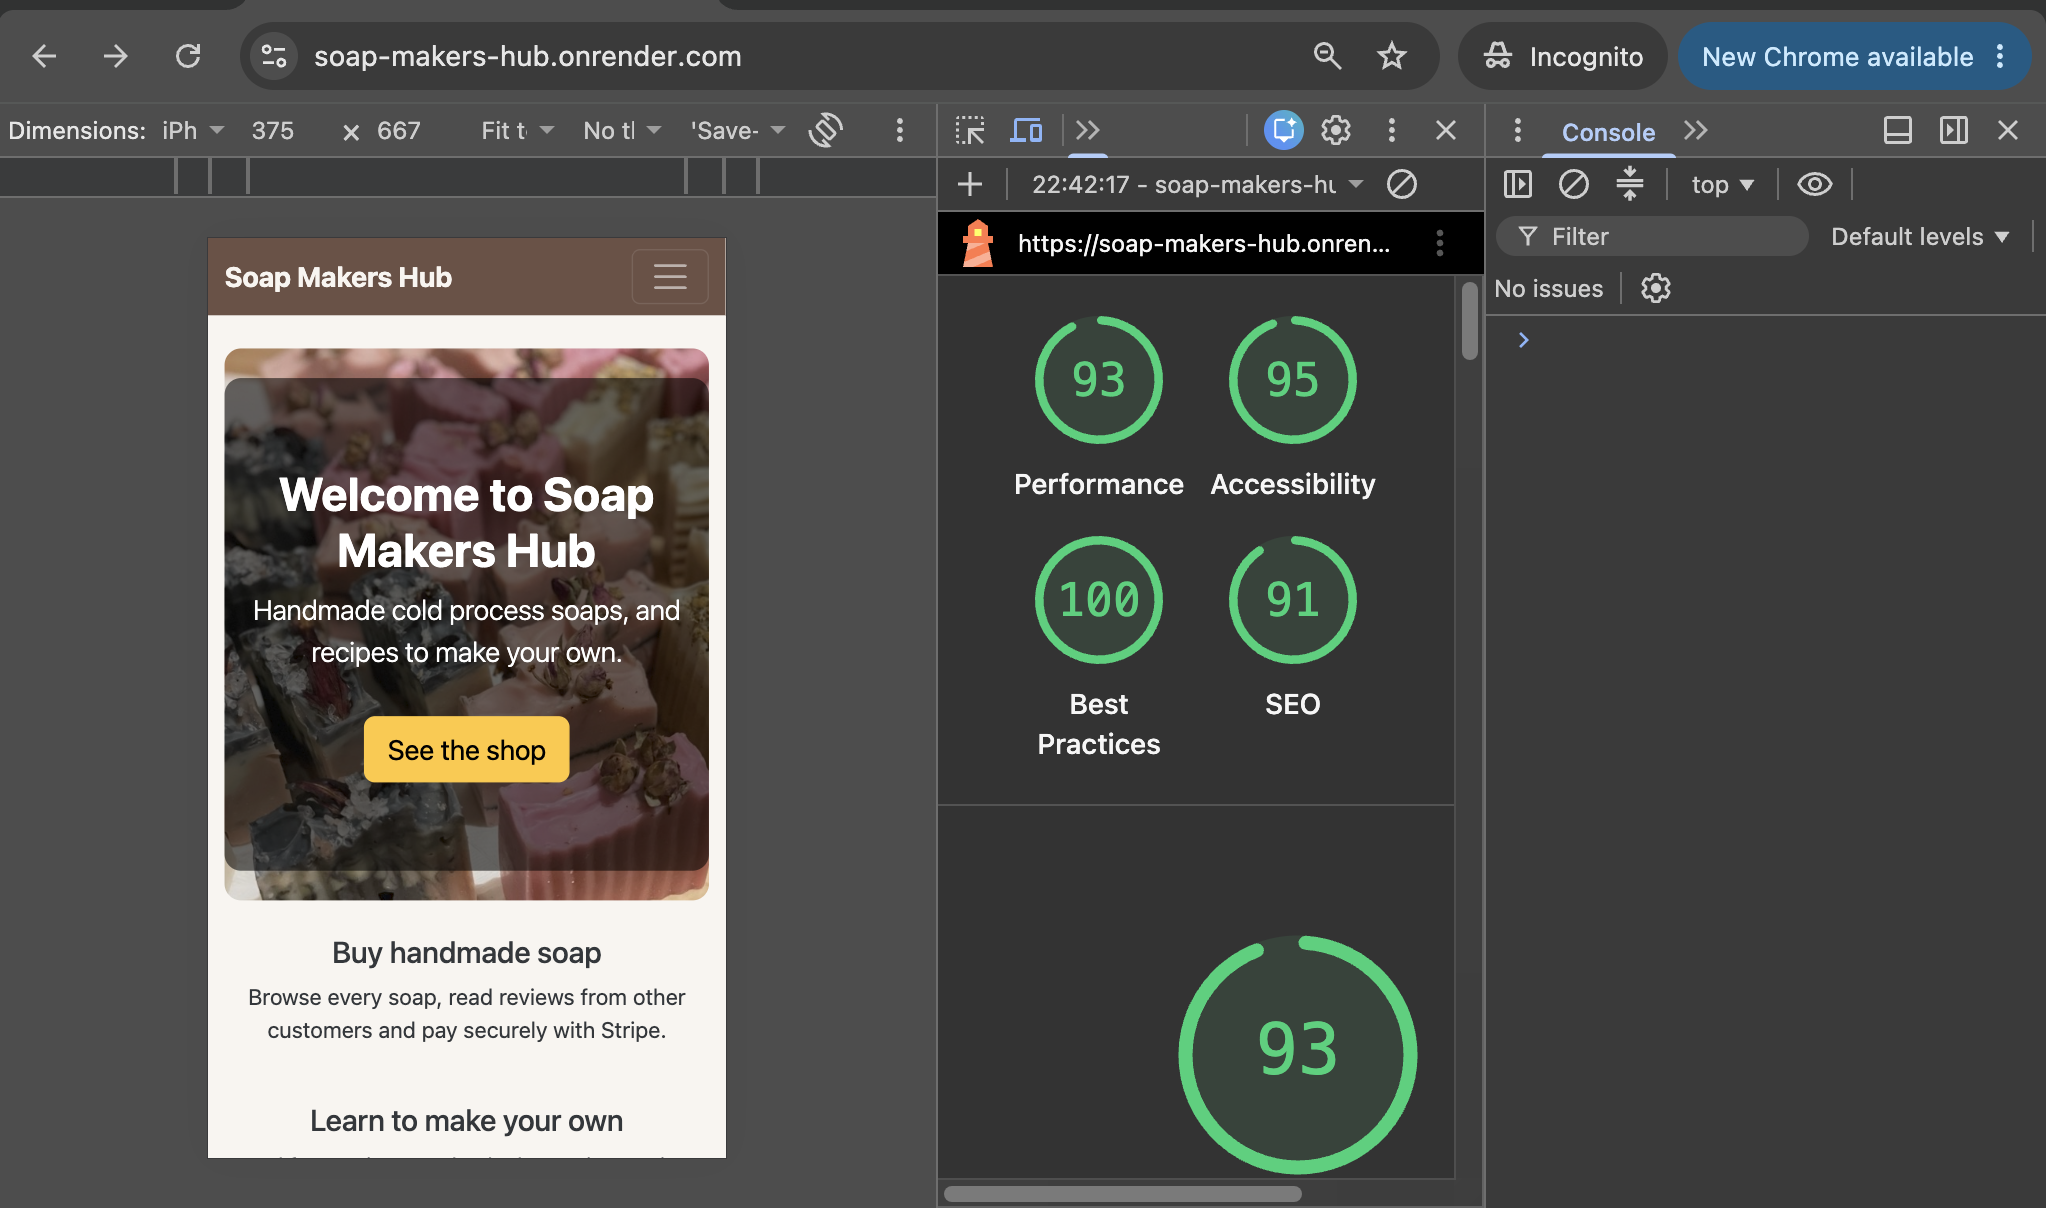 soap-makers-hub.onrender.com
Incognito
New Chrome available
Dimensions: iPh 375 × 667 Fit t No tl 'Save-
Console
22:42:17 - soap-makers-hu
top
https://soap-makers-hub.onren...
Filter
Default levels
No issues
Soap Makers Hub
Welcome to Soap
Makers Hub
Handmade cold process soaps, and
recipes to make your own.
See the shop
Buy handmade soap
Browse every soap, read reviews from other
customers and pay securely with Stripe.
Learn to make your own
93
95
Performance
Accessibility
100
91
Best
Practices
SEO
93